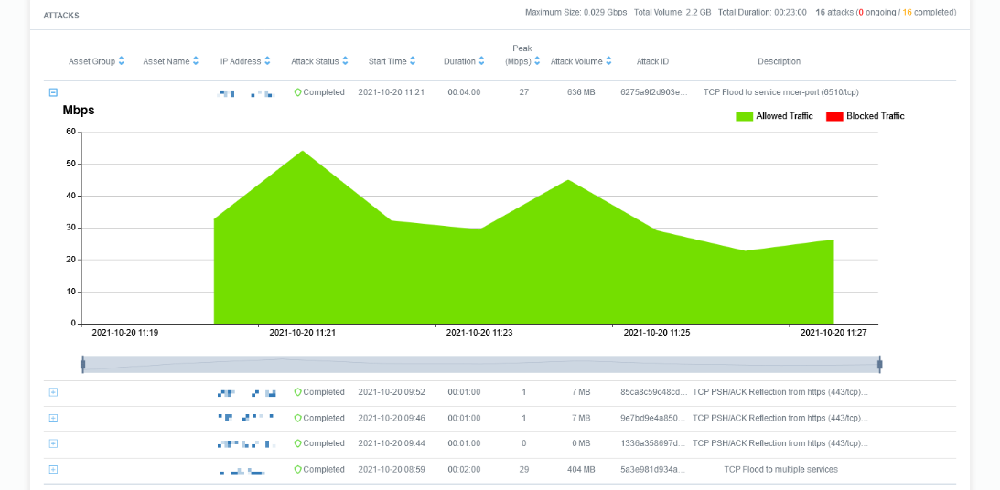 ATTACKS
Maximum Size: 0.029 Gbps Total Volume: 2.2 GB Total Duration: 00:23:00 16 attacks (0 ongoing / 16 completed)
Asset Group Asset Name IP Address Attack Status Start Time Duration Peak (Mbps) Attack Volume Attack ID Description
Completed 2021-10-20 11:21 00:04:00 27 636 MB 6275a9f2d903e... TCP Flood to service mcer-port (6510/tcp)
Mbps
Allowed Traffic Blocked Traffic
60
50
40
30
20
10
0
2021-10-20 11:19 2021-10-20 11:21 2021-10-20 11:23 2021-10-20 11:25 2021-10-20 11:27
Completed 2021-10-20 09:52 00:01:00 1 7 MB 85ca8c59c48cd... TCP PSH/ACK Reflection from https (443/tcp)...
Completed 2021-10-20 09:46 00:01:00 1 7 MB 9e7bd9e4a850... TCP PSH/ACK Reflection from https (443/tcp)...
Completed 2021-10-20 09:44 00:01:00 0 0 MB 1336a358697d... TCP PSH/ACK Reflection from https (443/tcp)...
Completed 2021-10-20 08:59 00:02:00 29 404 MB 5a3e981d934a... TCP Flood to multiple services